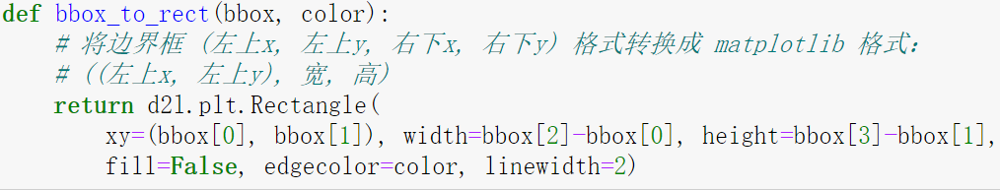 def bbox_to_rect(bbox, color):
    # 将边界框 (左上x, 左上y, 右下x, 右下y) 格式转换成 matplotlib 格式:
    # ((左上x, 左上y), 宽, 高)
    return d2l.plt.Rectangle(
        xy=(bbox[0], bbox[1]), width=bbox[2]-bbox[0], height=bbox[3]-bbox[1],
        fill=False, edgecolor=color, linewidth=2)